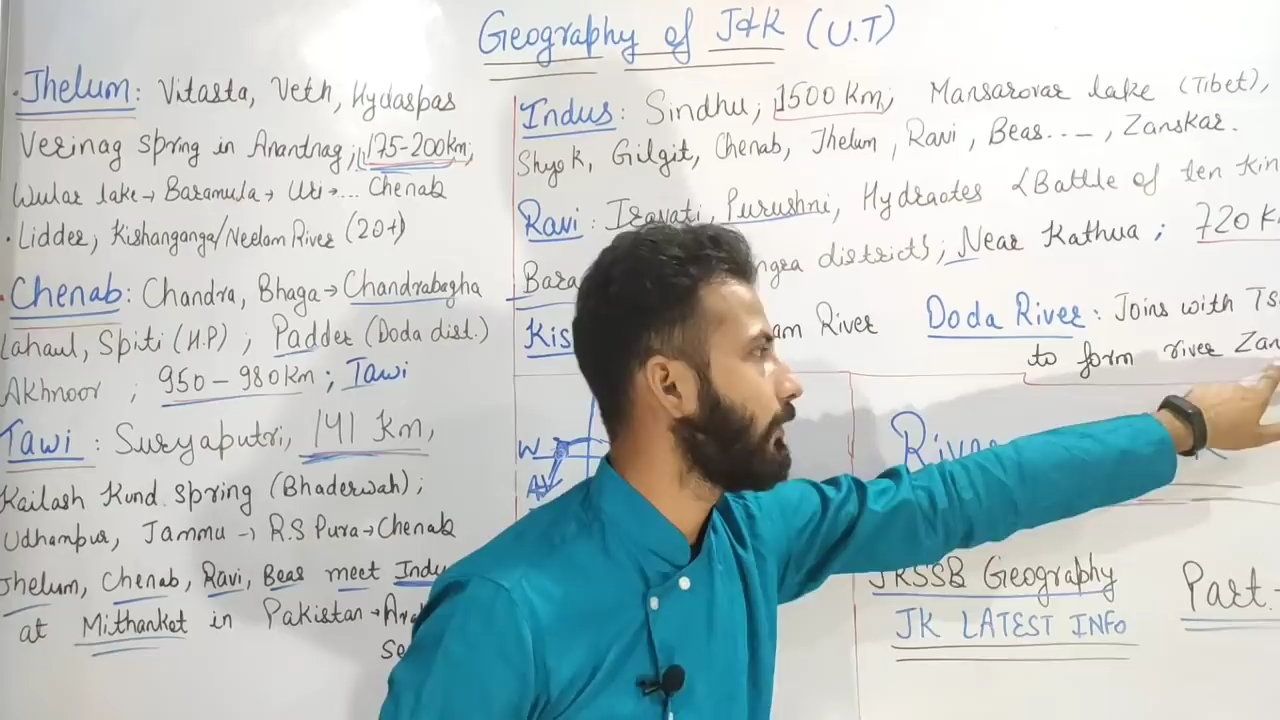 Geography of J&K (U.T)
• Jhelum: Vitasta, Veth, Hydaspas
Verinag spring in Anantnag; 175-200km;
Wular lake → Baramula → Uri → .... Chenab
• Lidder, Kishanganga/Neelam River (20+)
• Chenab: Chandra, Bhaga → Chandrabagha
Lahaul, Spiti (H.P) ; Padder (Doda dist.)
Akhnoor ; 950-980km ; Tawi
Tawi : Suryaputri, 141 Km,
Kailash Kund spring (Bhaderwah) ;
Udhampur, Jammu → R.S Pura → Chenab
Jhelum, Chenab, Ravi, Beas meet Indu
at Mithankot in Pakistan → Ar
Se
Indus : Sindhu, 1500 Km, Mansarovar lake (Tibet),
Shyok, Gilgit, Chenab, Jhelum, Ravi, Beas...., Zanskar.
Ravi : Iravati, Purushni, Hydraotes {Battle of ten Kin
Bara ngra districts ; Near Kathua ; 720 K
Kis am River
Doda River : Joins with Ts
to form river Zan
W
River
JKSSB Geography
JK LATEST INFO
Part-